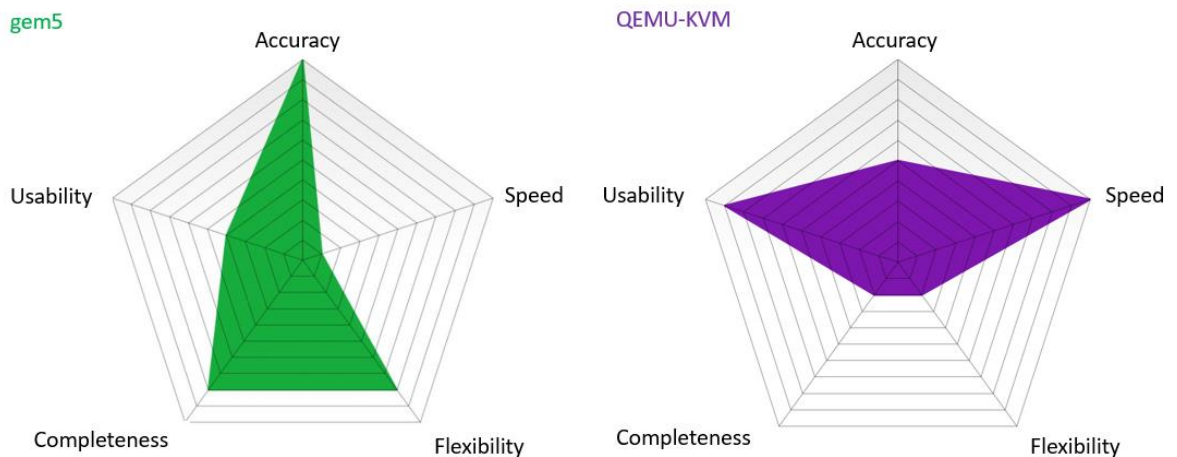 gem5
Accuracy
Usability
Speed
Completeness
Flexibility
QEMU-KVM
Accuracy
Usability
Speed
Completeness
Flexibility